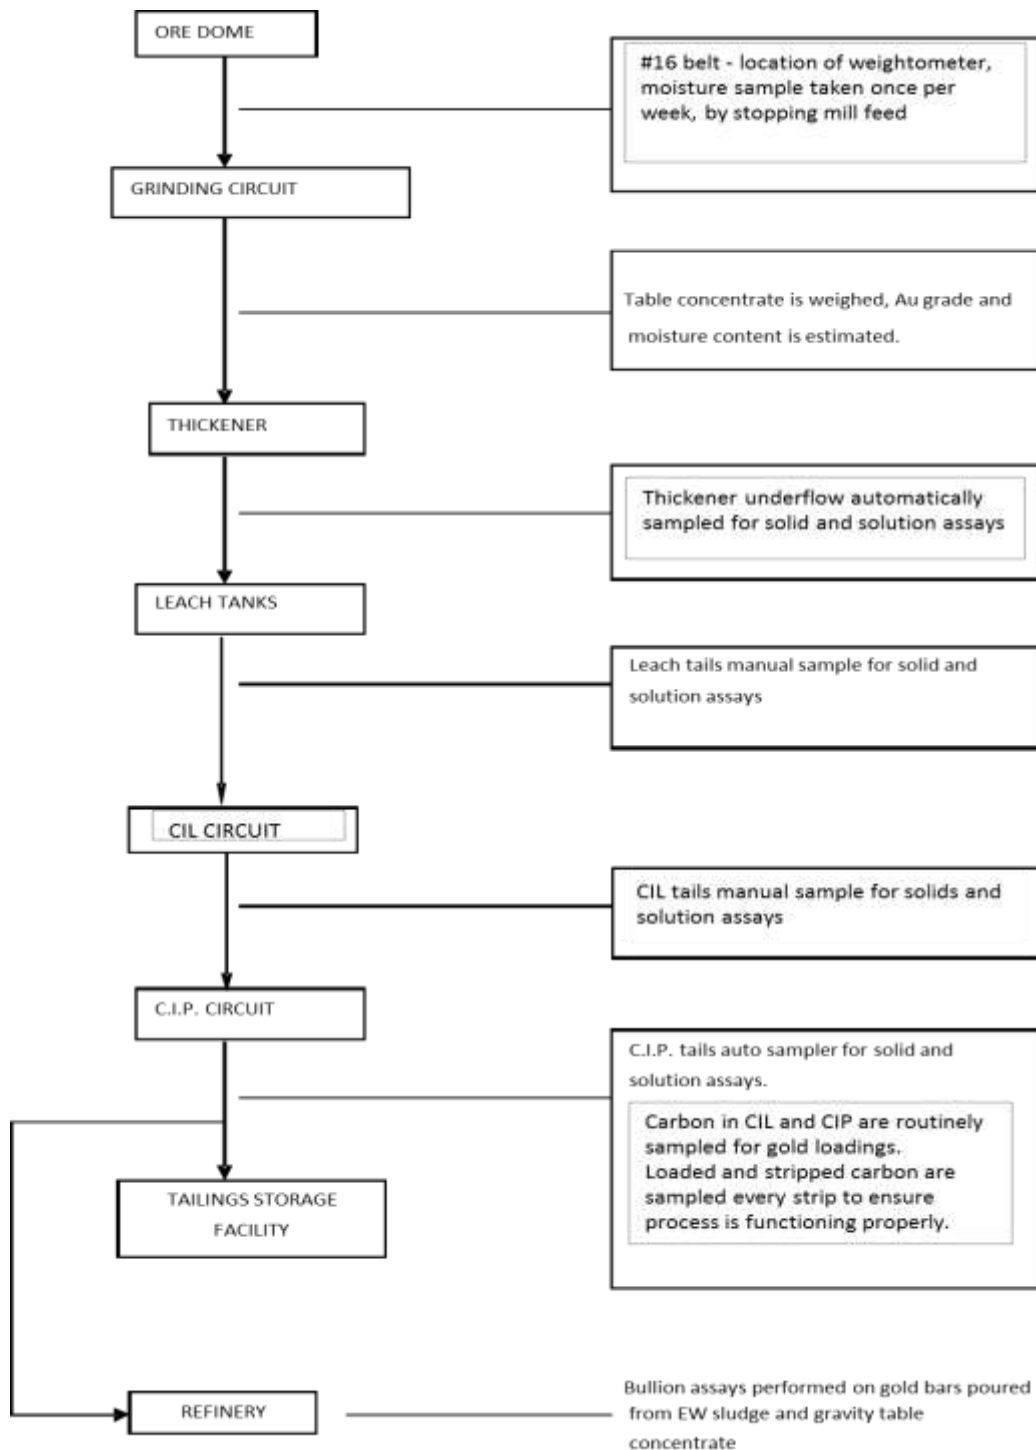 ORE DOME
#16 belt - location of weightometer,
moisture sample taken once per
week, by stopping mill feed
GRINDING CIRCUIT
Table concentrate is weighed, Au grade and
moisture content is estimated.
THICKENER
Thickener underflow automatically
sampled for solid and solution assays
LEACH TANKS
Leach tails manual sample for solid and
solution assays
CIL CIRCUIT
CIL tails manual sample for solids and
solution assays
C.I.P. CIRCUIT
C.I.P. tails auto sampler for solid and
solution assays.
Carbon in CIL and CIP are routinely
sampled for gold loadings.
Loaded and stripped carbon are
sampled every strip to ensure
process is functioning properly.
TAILINGS STORAGE
FACILITY
REFINERY
Bullion assays performed on gold bars poured
from EW sludge and gravity table
concentrate